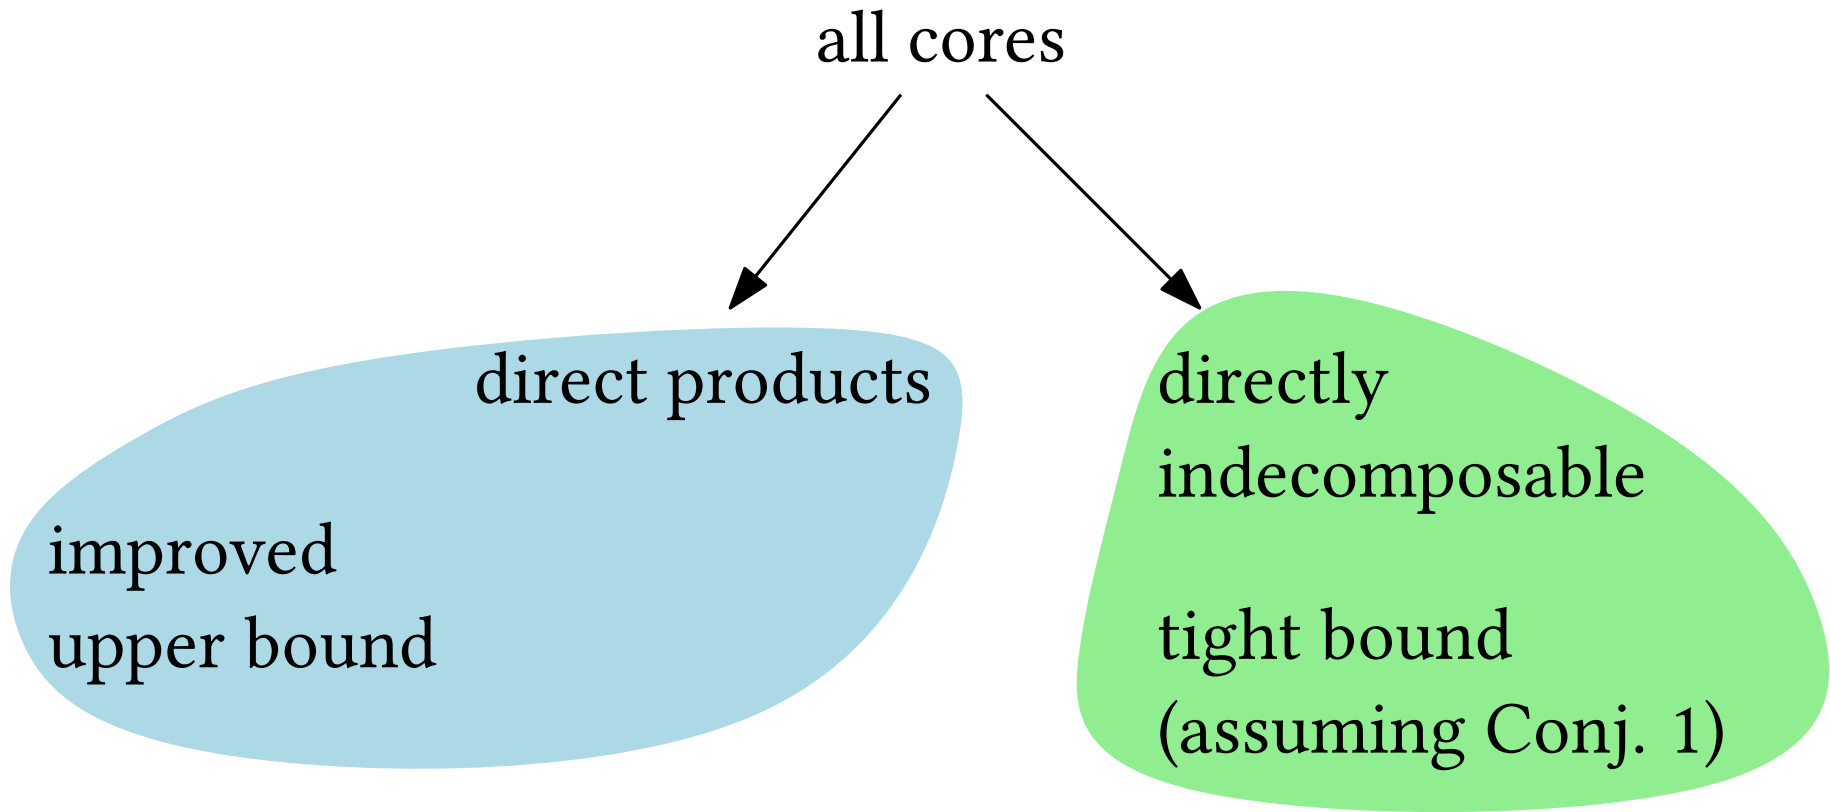 all cores
direct products
improved
upper bound
directly
indecomposable
tight bound
(assuming Conj. 1)